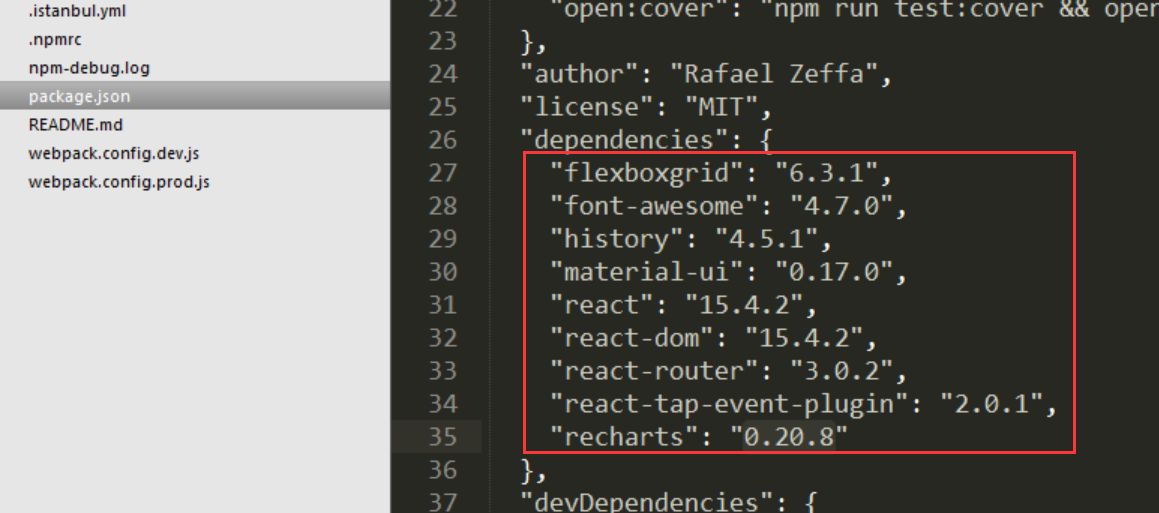 .istanbul.yml
.npmrc
npm-debug.log
package.json
README.md
webpack.config.dev.js
webpack.config.prod.js
22 "open:cover": "npm run test:cover && open
23 },
24 "author": "Rafael Zeffa",
25 "license": "MIT",
26 "dependencies": {
27 "flexboxgrid": "6.3.1",
28 "font-awesome": "4.7.0",
29 "history": "4.5.1",
30 "material-ui": "0.17.0",
31 "react": "15.4.2",
32 "react-dom": "15.4.2",
33 "react-router": "3.0.2",
34 "react-tap-event-plugin": "2.0.1",
35 "recharts": "0.20.8"
36 },
37 "devDependencies": {